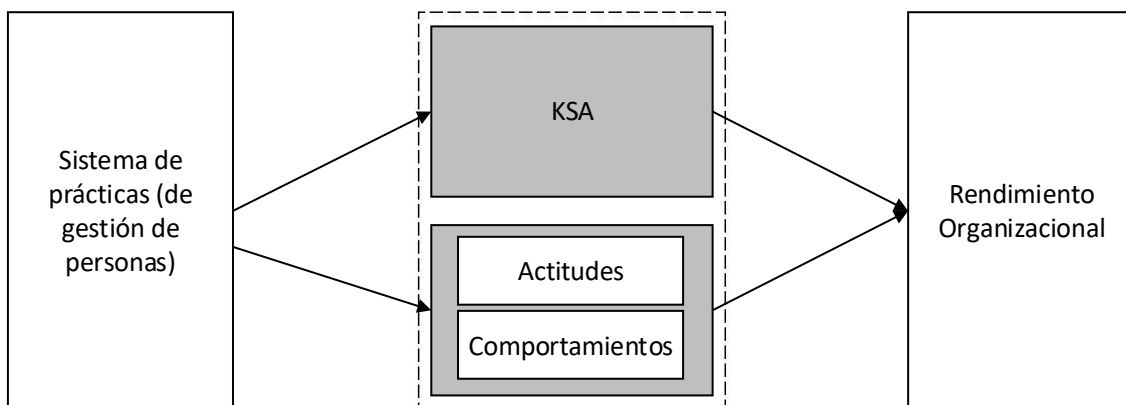 Sistema de
prácticas (de
gestión de
personas)
KSA
Actitudes
Comportamientos
Rendimiento
Organizacional